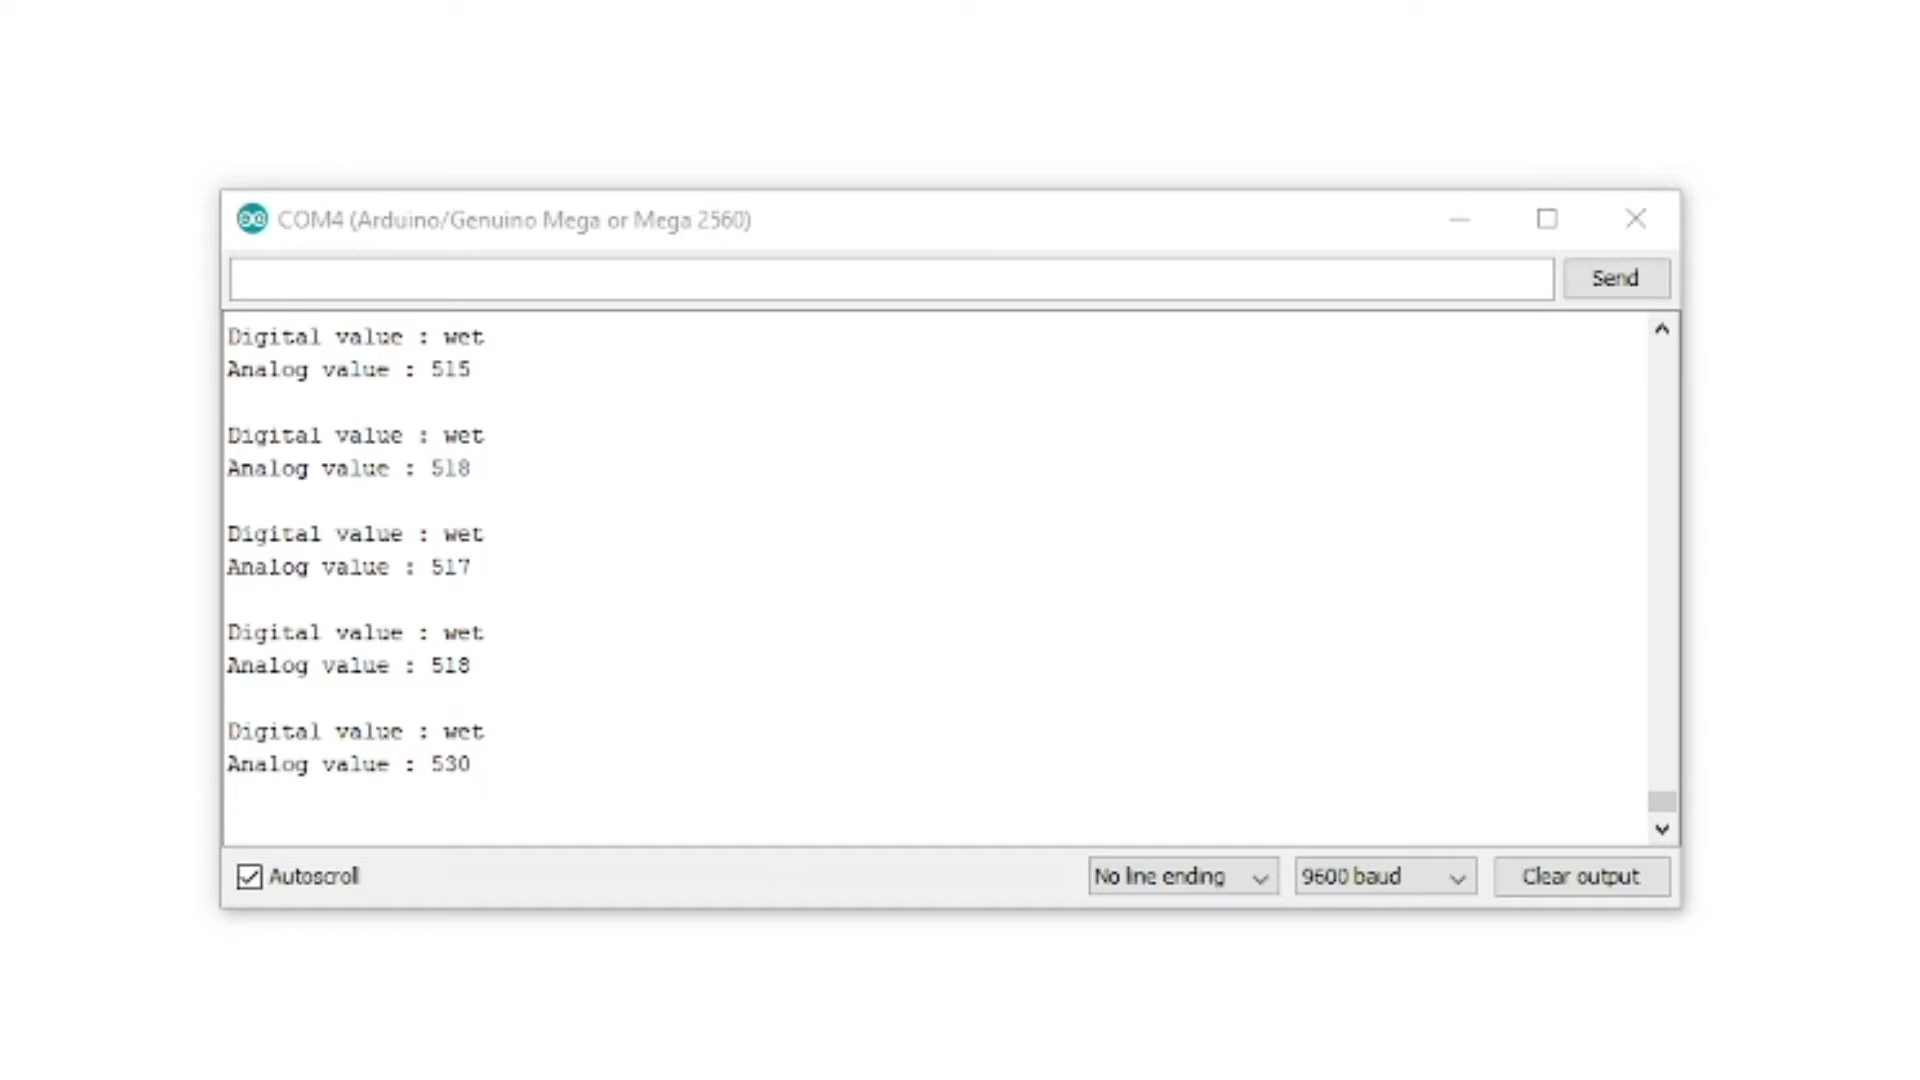 COM4 (Arduino/Genuino Mega or Mega 2560)
Send
Digital value : wet
Analog value : 515
Digital value : wet
Analog value : 518
Digital value : wet
Analog value : 517
Digital value : wet
Analog value : 518
Digital value : wet
Analog value : 530
Autoscroll
No line ending
9600 baud
Clear output